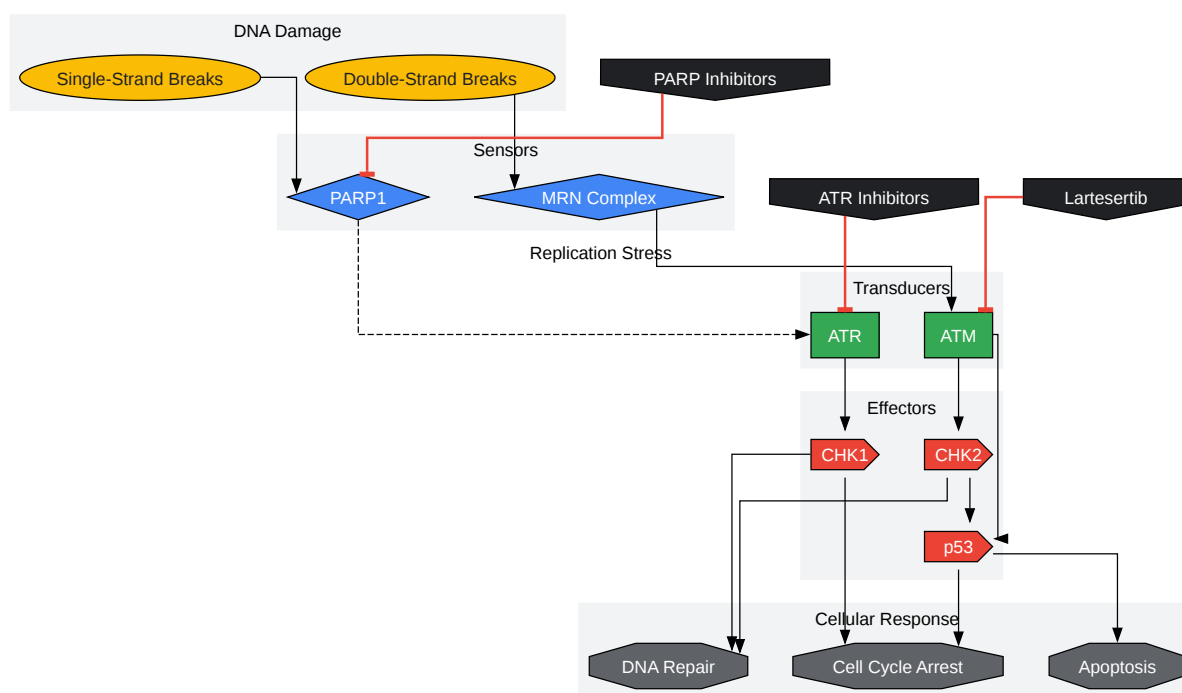 DNA Damage
Single-Strand Breaks
Double-Strand Breaks
PARP Inhibitors
Sensors
PARP1
MRN Complex
ATR Inhibitors
Lartesertib
Replication Stress
Transducers
ATR
ATM
Effectors
CHK1
CHK2
p53
Cellular Response
DNA Repair
Cell Cycle Arrest
Apoptosis